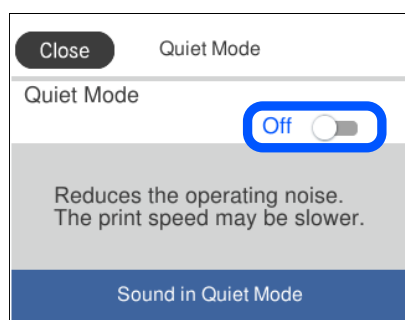 Close Quiet Mode
Quiet Mode
Off
Reduces the operating noise.
The print speed may be slower.
Sound in Quiet Mode